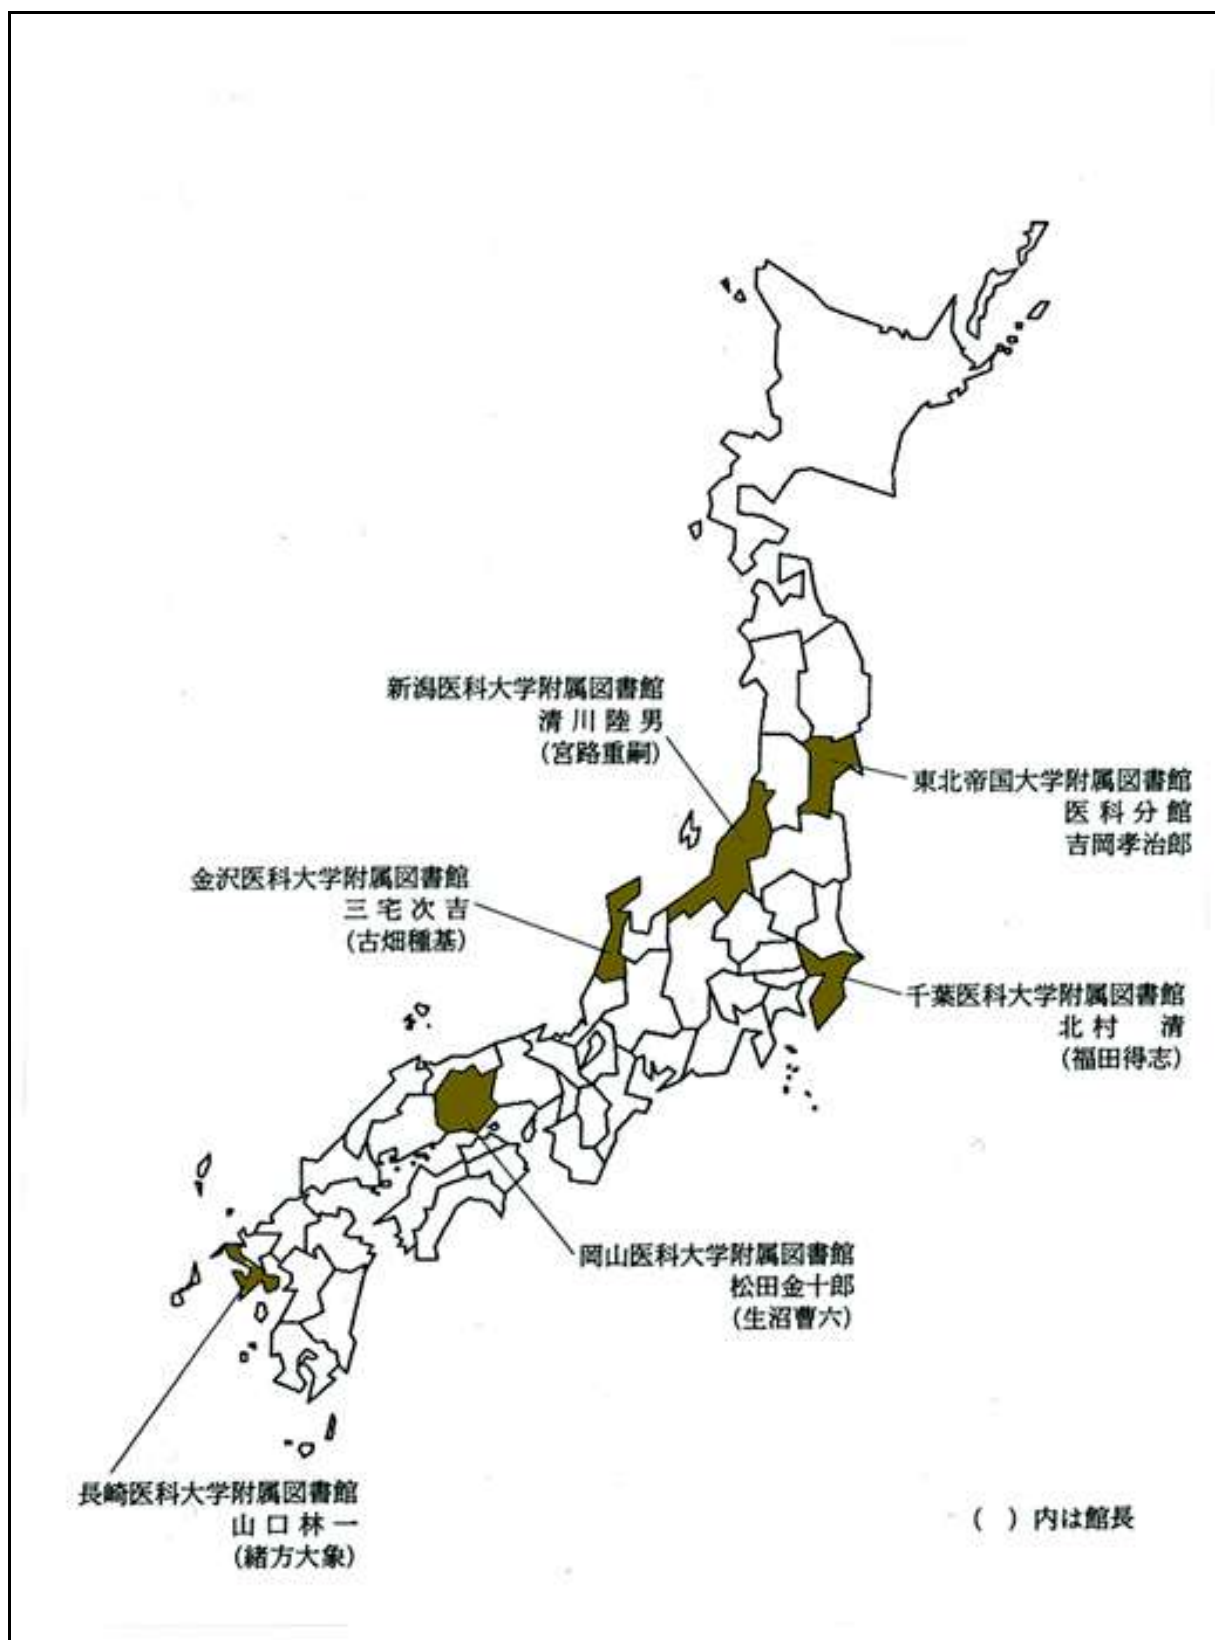 新潟医科大学附属図書館
清川陸男
(宮路重嗣)
東北帝国大学附属図書館
医科分館
吉岡孝治郎
金沢医科大学附属図書館
三宅次吉
(古畑種基)
千葉医科大学附属図書館
北村 清
(福田得志)
岡山医科大学附属図書館
松田金十郎
(生沼曹六)
長崎医科大学附属図書館
山口林一
(緒方大象)
( )内は館長